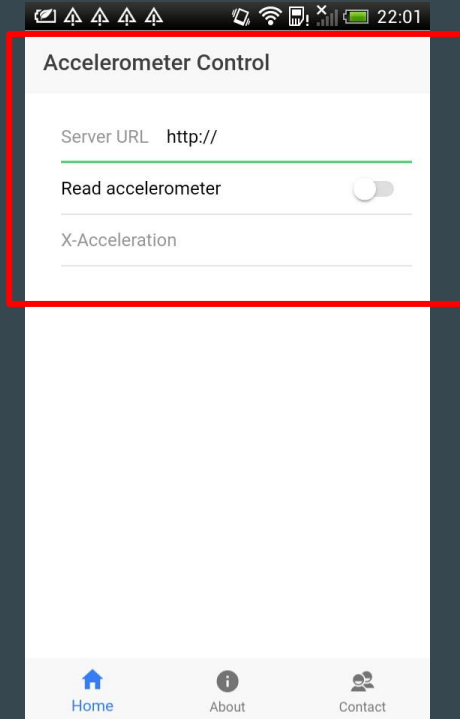 22:01
Accelerometer Control
Server URL http://
Read accelerometer
X-Acceleration
Home About Contact